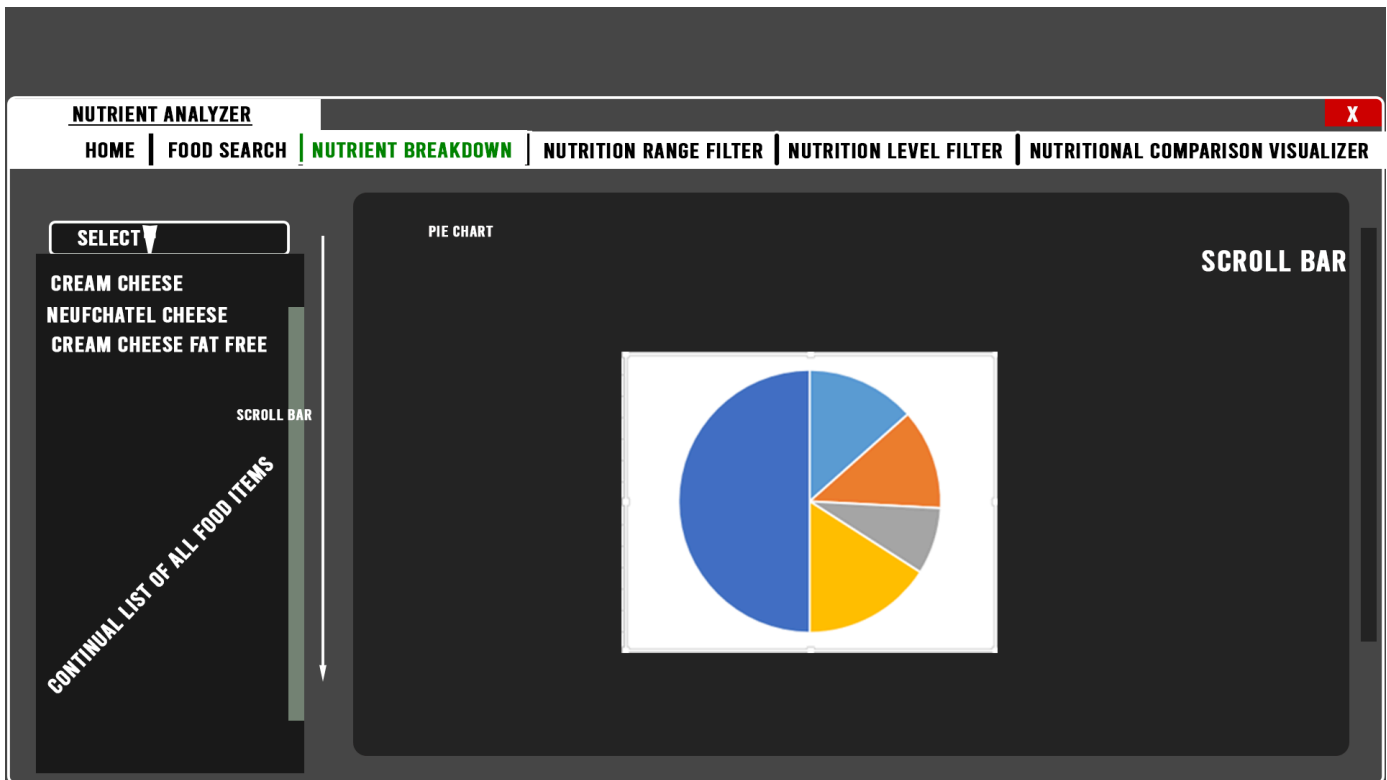 NUTRIENT ANALYZER
X
HOME
FOOD SEARCH
NUTRIENT BREAKDOWN
NUTRITION RANGE FILTER
NUTRITION LEVEL FILTER
NUTRITIONAL COMPARISON VISUALIZER
SELECT
CREAM CHEESE
NEUFCHATEL CHEESE
CREAM CHEESE FAT FREE
SCROLL BAR
CONTINUAL LIST OF ALL FOOD ITEMS
PIE CHART
SCROLL BAR